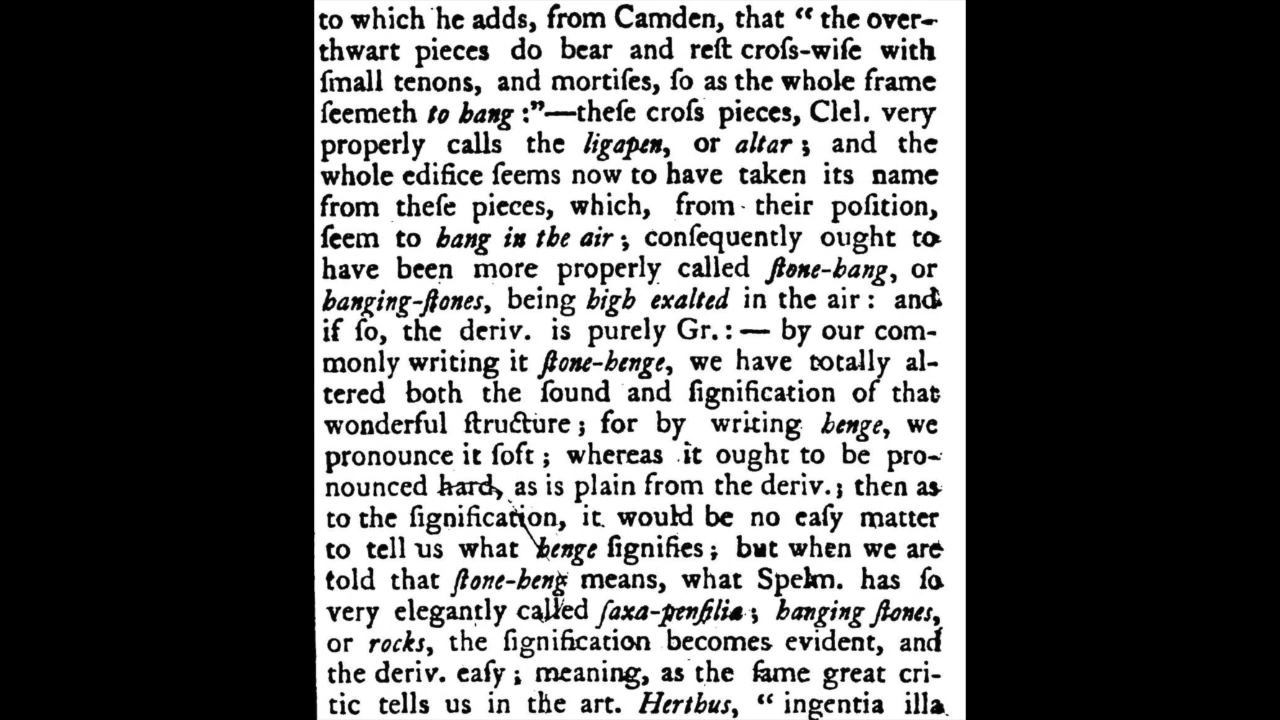 to which he adds, from Camden, that “ the over-
thwart pieces do bear and reſt croſs-wiſe with
ſmall tenons, and mortiſes, ſo as the whole frame
ſeemeth to hang :”—theſe croſs pieces, Clel. very
properly calls the ligapen, or altar ; and the
whole edifice ſeems now to have taken its name
from theſe pieces, which, from their poſition,
ſeem to hang in the air ; conſequently ought to
have been more properly called ſtone-hang, or
hanging-ſtones, being high exalted in the air : and
if ſo, the deriv. is purely Gr. : — by our com-
monly writing it ſtone-henge, we have totally al-
tered both the ſound and ſignification of that
wonderful ſtructure ; for by writing henge, we
pronounce it ſoft ; whereas it ought to be pro-
nounced hard, as is plain from the deriv. ; then as
to the ſignification, it would be no eaſy matter
to tell us what henge ſignifies ; but when we are
told that ſtone-heng means, what Spelm. has ſo
very elegantly called ſaxa-penſilia ; hanging ſtones,
or rocks, the ſignification becomes evident, and
the deriv. eaſy ; meaning, as the ſame great cri-
tic tells us in the art. Herthus, “ ingentia illa